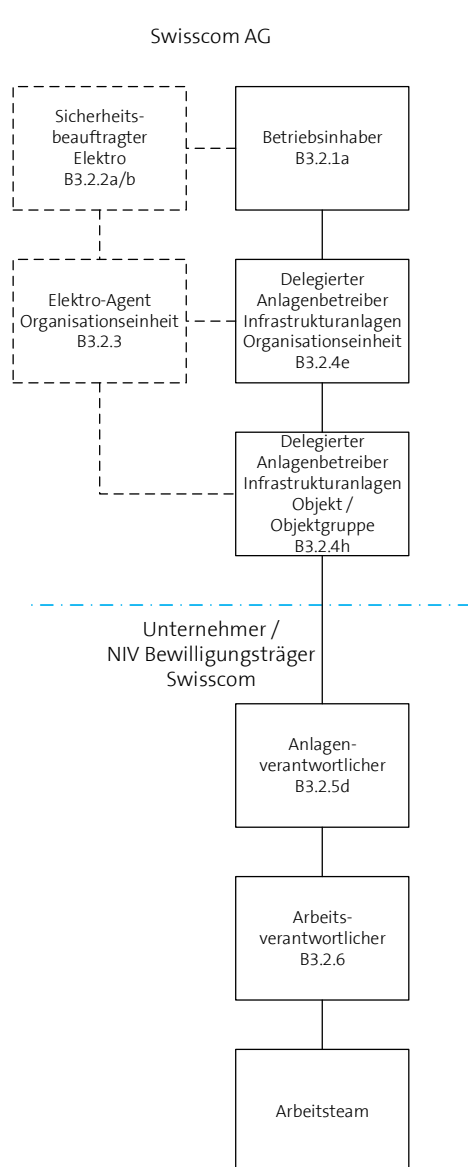 Swisscom AG
Sicherheits-
beauftragter
Elektro
B3.2.2a/b
Betriebsinhaber
B3.2.1a
Elektro-Agent
Organisationseinheit
B3.2.3
Delegierter
Anlagenbetreiber
Infrastrukturanlagen
Organisationseinheit
B3.2.4e
Delegierter
Anlagenbetreiber
Infrastrukturanlagen
Objekt /
Objektgruppe
B3.2.4h
Unternehmer /
NIV Bewilligungsträger
Swisscom
Anlagen-
verantwortlicher
B3.2.5d
Arbeits-
verantwortlicher
B3.2.6
Arbeitsteam